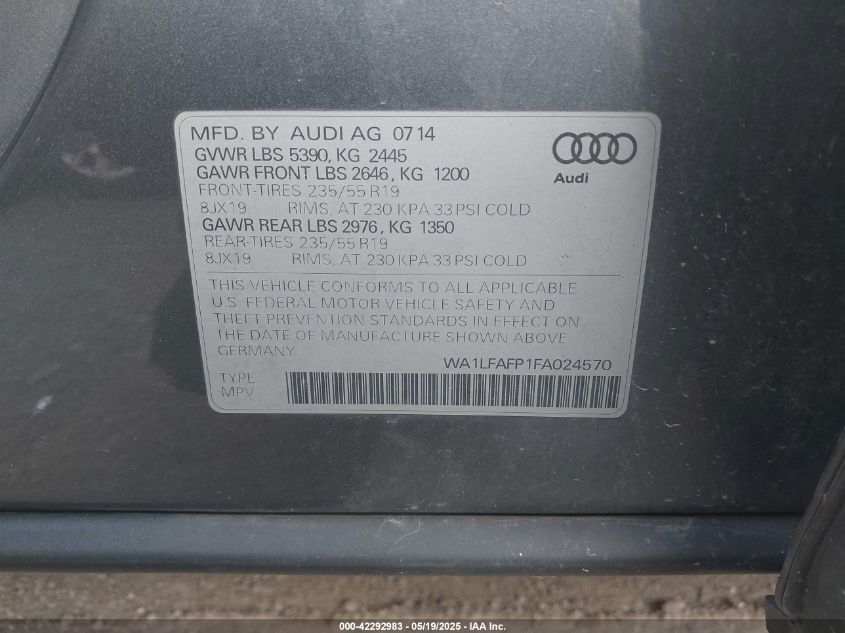 MFD. BY AUDI AG 07 14
GVWR LBS 5390, KG 2445
GAWR FRONT LBS 2646, KG 1200
FRONT-TIRES 235/55 R19
8JX19 RIMS, AT 230 KPA 33 PSI COLD
GAWR REAR LBS 2976, KG 1350
REAR-TIRES 235/55 R19
8JX19 RIMS, AT 230 KPA 33 PSI COLD
Audi
THIS VEHICLE CONFORMS TO ALL APPLICABLE
U.S. FEDERAL MOTOR VEHICLE SAFETY AND
THEFT PREVENTION STANDARDS IN EFFECT ON
THE DATE OF MANUFACTURE SHOWN ABOVE
GERMANY
WA1LFAFP1FA024570
TYPE
MPV
000-42292983 - 05/19/2025 - © IAA Inc.